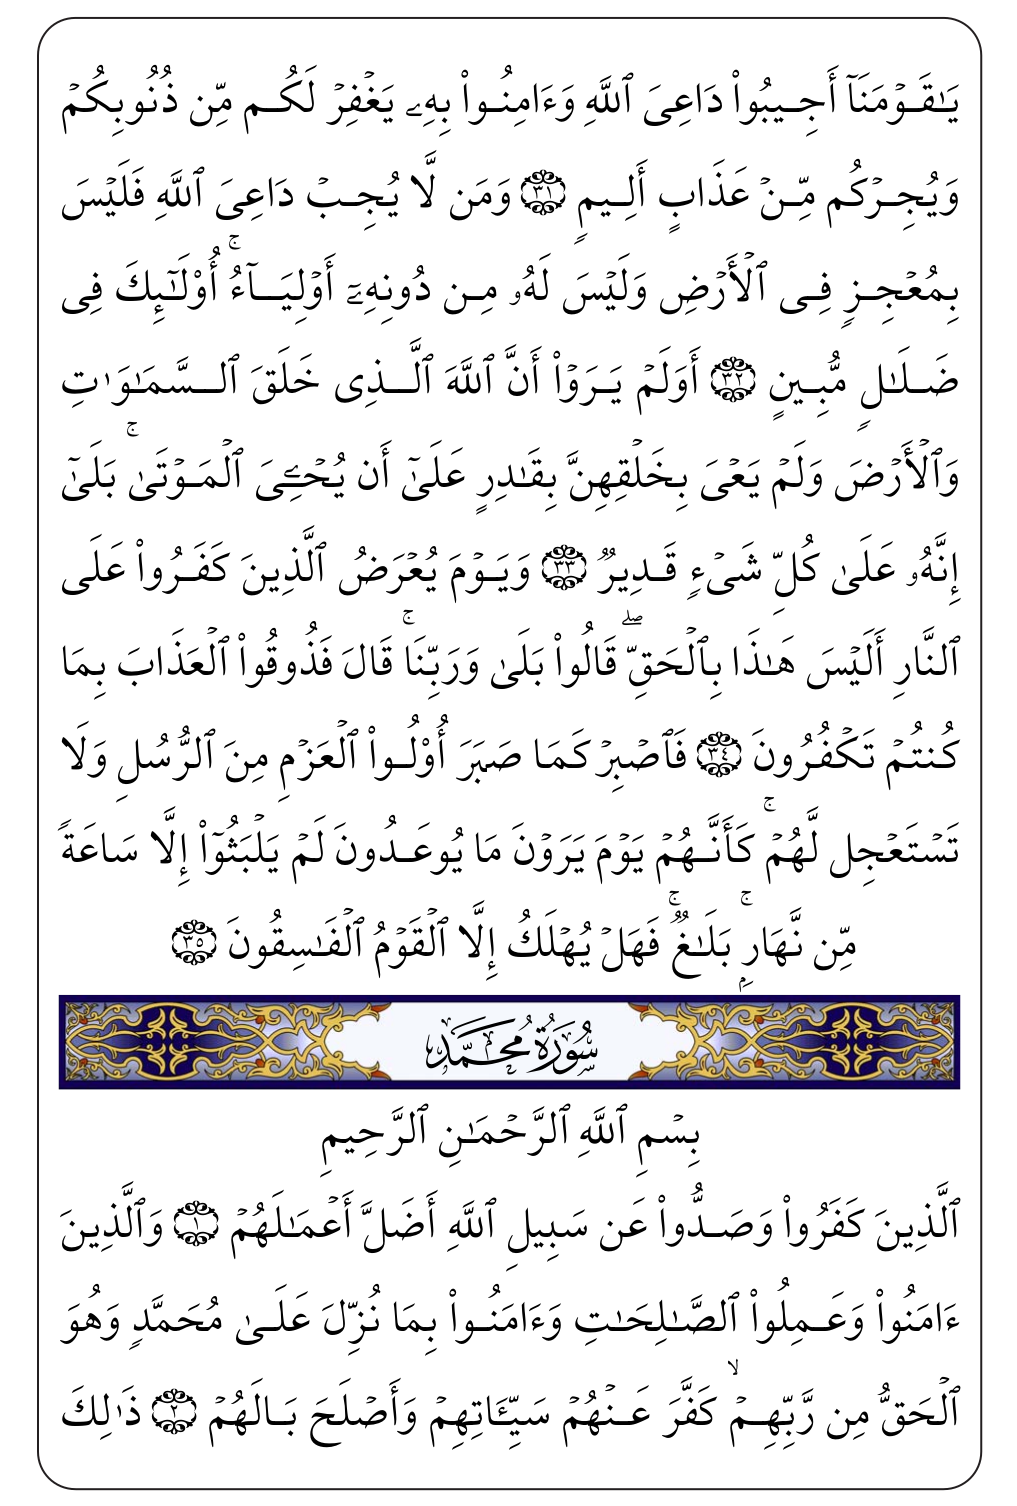 يَـٰقَوۡمَنَآ أَجِيبُوا۟ دَاعِيَ ٱللَّهِ وَءَامِنُوا۟ بِهِۦ يَغۡفِرۡ لَكُم مِّن ذُنُوبِكُمۡ
وَيُجِرۡكُم مِّنۡ عَذَابٍ أَلِيمٍ ٣١ وَمَن لَّا يُجِبۡ دَاعِيَ ٱللَّهِ فَلَيۡسَ
بِمُعۡجِزٍ فِي ٱلۡأَرۡضِ وَلَيۡسَ لَهُۥ مِن دُونِهِۦٓ أَوۡلِيَآءُۚ أُو۟لَـٰٓئِكَ فِي
ضَلَـٰلٍ مُّبِينٍ ٣٢ أَوَلَمۡ يَرَوۡا۟ أَنَّ ٱللَّهَ ٱلَّذِي خَلَقَ ٱلسَّمَـٰوَٰتِ
وَٱلۡأَرۡضَ وَلَمۡ يَعۡيَ بِخَلۡقِهِنَّ بِقَـٰدِرٍ عَلَىٰٓ أَن يُحۡـِۧيَ ٱلۡمَوۡتَىٰۚ بَلَىٰٓ
إِنَّهُۥ عَلَىٰ كُلِّ شَيۡءٍ قَدِيرٌ ٣٣ وَيَوۡمَ يُعۡرَضُ ٱلَّذِينَ كَفَرُوا۟ عَلَى
ٱلنَّارِ أَلَيۡسَ هَـٰذَا بِٱلۡحَقِّۖ قَالُوا۟ بَلَىٰ وَرَبِّنَاۚ قَالَ فَذُوقُوا۟ ٱلۡعَذَابَ بِمَا
كُنتُمۡ تَكۡفُرُونَ ٣٤ فَٱصۡبِرۡ كَمَا صَبَرَ أُو۟لُوا۟ ٱلۡعَزۡمِ مِنَ ٱلرُّسُلِ وَلَا
تَسۡتَعۡجِل لَّهُمۡۚ كَأَنَّهُمۡ يَوۡمَ يَرَوۡنَ مَا يُوعَدُونَ لَمۡ يَلۡبَثُوٓا۟ إِلَّا سَاعَةً
مِّن نَّهَارِۭۚ بَلَـٰغٌۚ فَهَلۡ يُهۡلَكُ إِلَّا ٱلۡقَوۡمُ ٱلۡفَـٰسِقُونَ ٣٥
سُورَةُ مُحَمَّدٍ
بِسۡمِ ٱللَّهِ ٱلرَّحۡمَـٰنِ ٱلرَّحِيمِ
ٱلَّذِينَ كَفَرُوا۟ وَصَدُّوا۟ عَن سَبِيلِ ٱللَّهِ أَضَلَّ أَعۡمَـٰلَهُمۡ ١ وَٱلَّذِينَ
ءَامَنُوا۟ وَعَمِلُوا۟ ٱلصَّـٰلِحَـٰتِ وَءَامَنُوا۟ بِمَا نُزِّلَ عَلَىٰ مُحَمَّدٍ وَهُوَ
ٱلۡحَقُّ مِن رَّبِّهِمۡۙ كَفَّرَ عَنۡهُمۡ سَيِّـَٔاتِهِمۡ وَأَصۡلَحَ بَالَهُمۡ ٢ ذَٰلِكَ